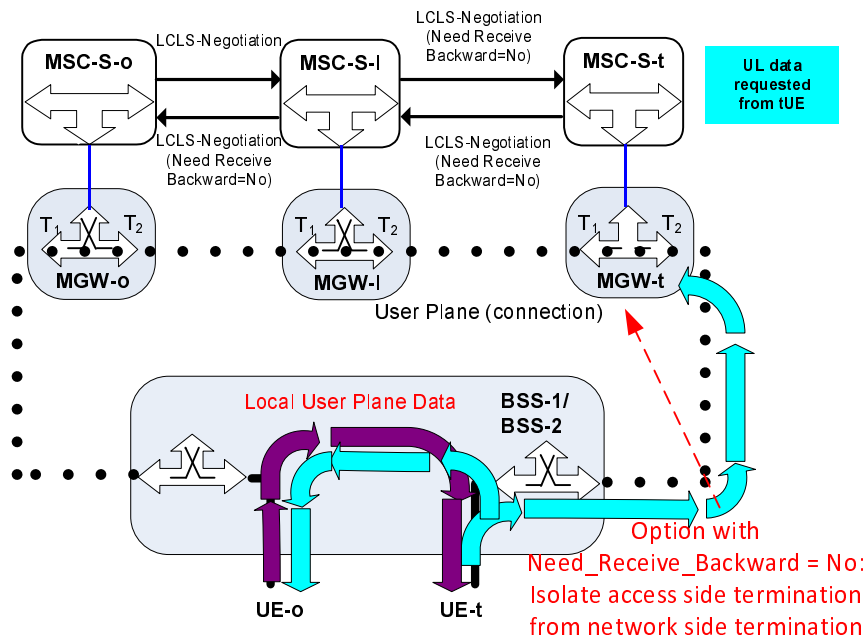 LCLS-Negotiation
LCLS-Negotiation
(Need Receive
Backward=No)
MSC-S-o
MSC-S-I
MSC-S-t
UL data
requested
from tUE
LCLS-Negotiation
(Need Receive
Backward=No)
LCLS-Negotiation
(Need Receive
Backward=No)
T1 T2
T1 T2
T1 T2
MGW-o
MGW-I
MGW-t
User Plane (connection)
Local User Plane Data
BSS-1/
BSS-2
Option with
Need_Receive_Backward = No:
Isolate access side termination
from network side termination
UE-o
UE-t